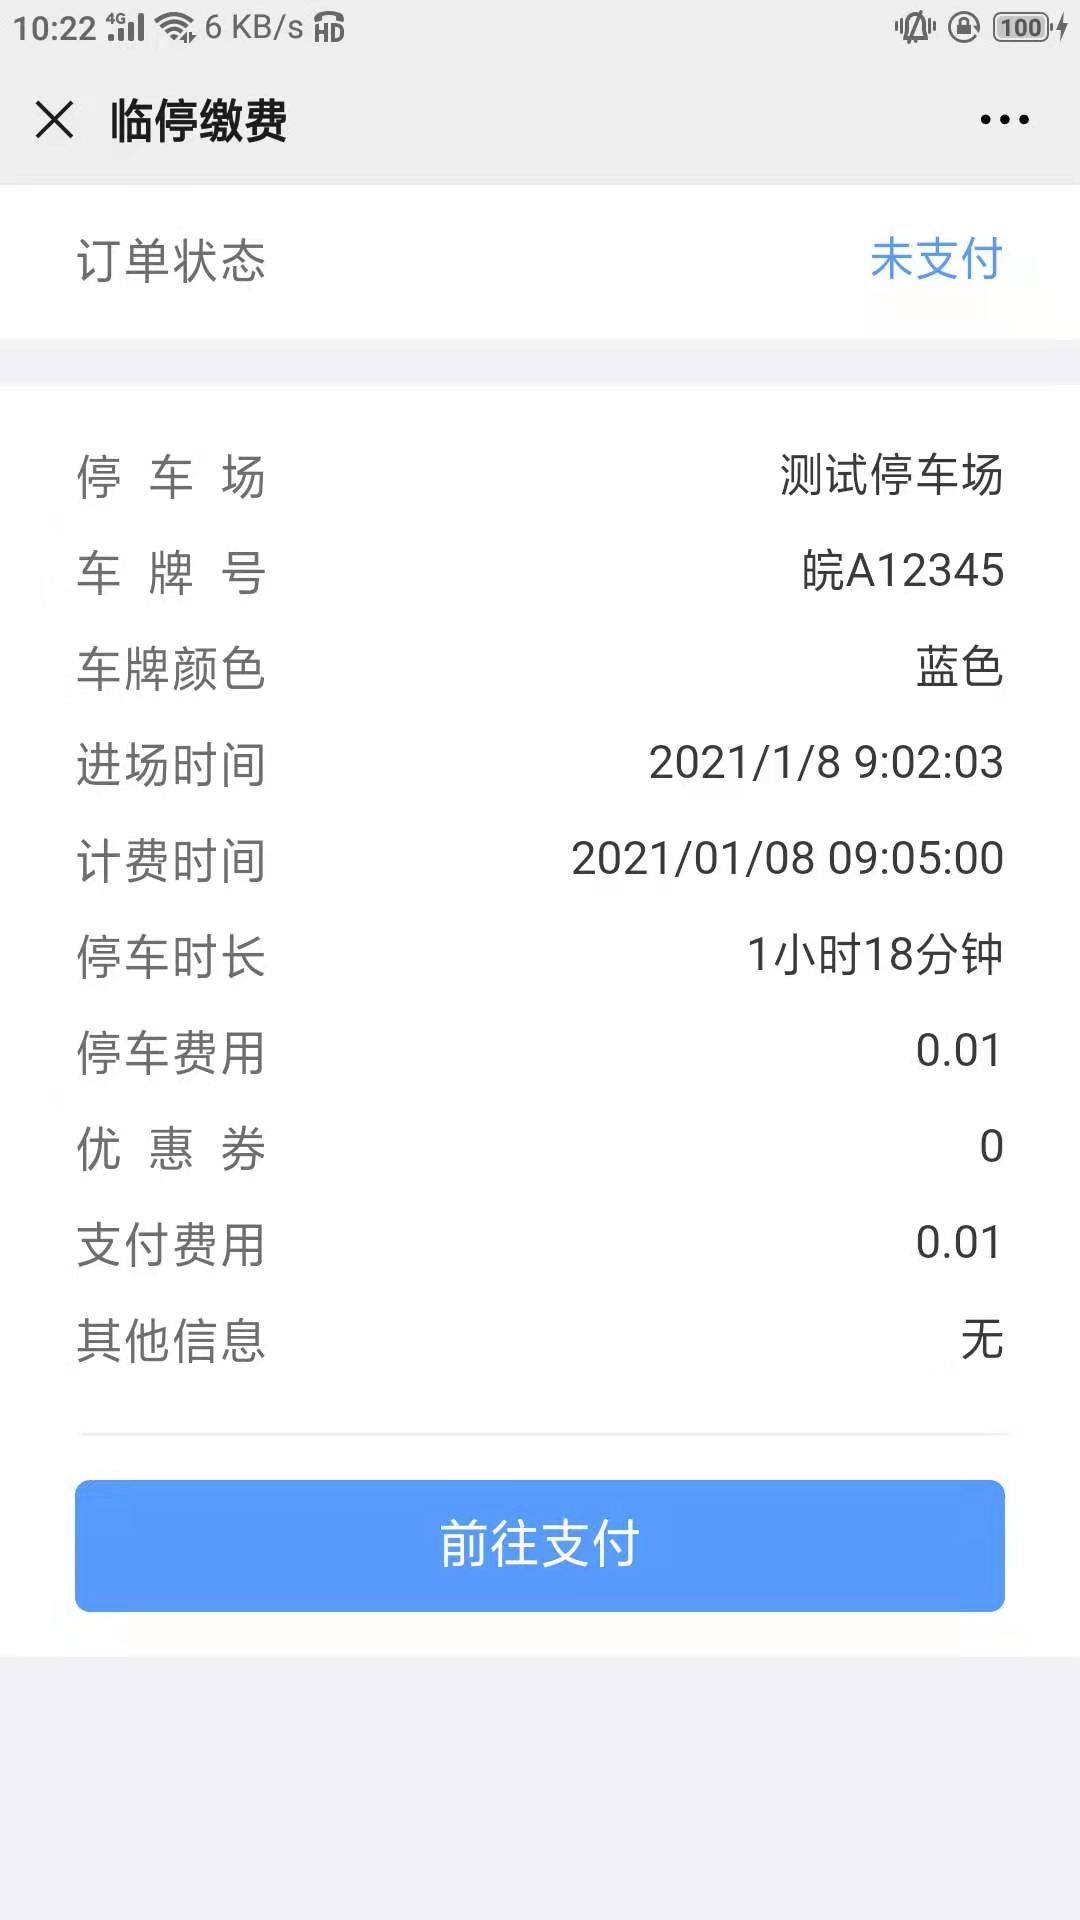 10:22 4G 6 KB/s HD 100
临停缴费
订单状态 未支付
停车场 测试停车场
车牌号 皖A12345
车牌颜色 蓝色
进场时间 2021/1/8 9:02:03
计费时间 2021/01/08 09:05:00
停车时长 1小时18分钟
停车费用 0.01
优惠券 0
支付费用 0.01
其他信息 无
前往支付